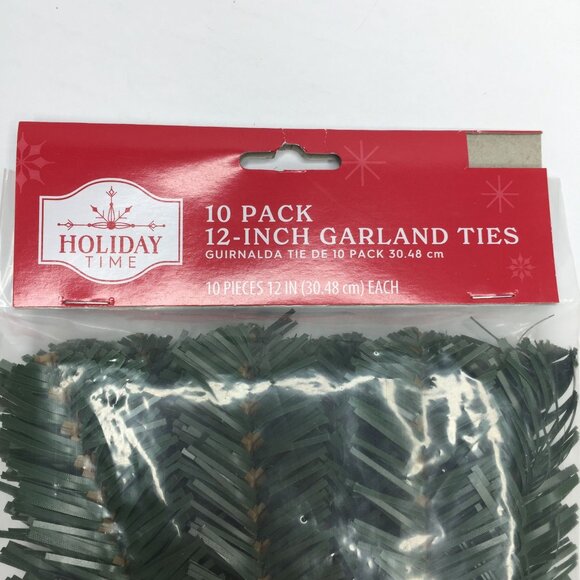 HOLIDAY
TIME
10 PACK
12-INCH GARLAND TIES
GUIRNALDA TIE DE 10 PACK 30.48 cm
10 PIECES 12 IN (30.48 cm) EACH